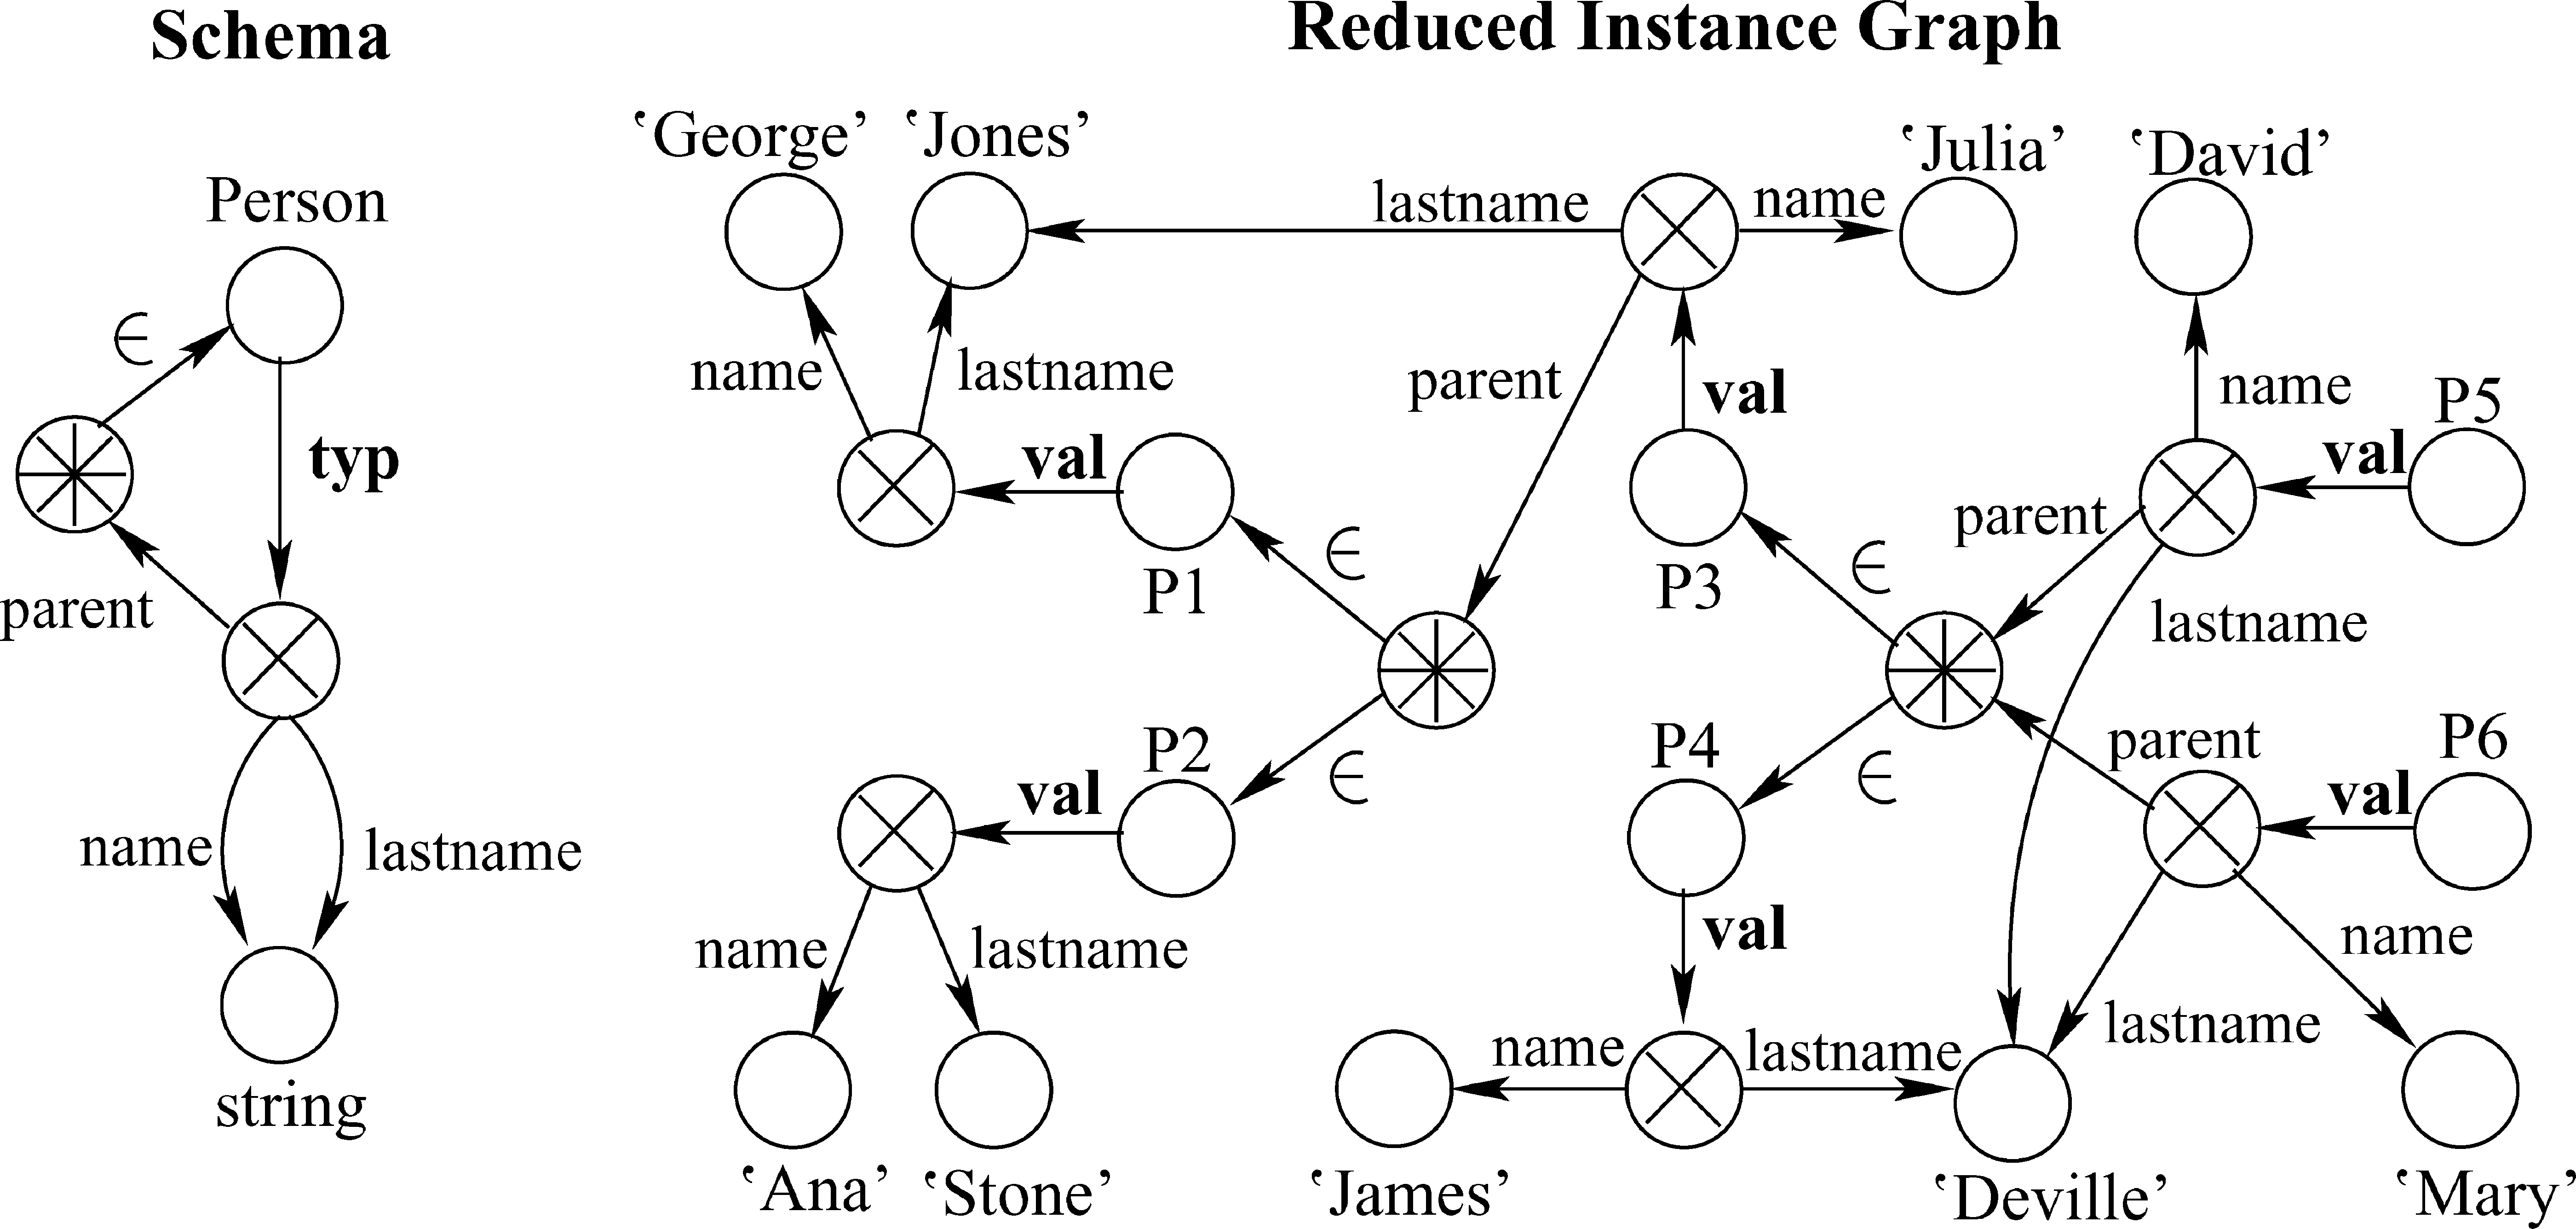 Schema
Reduced Instance Graph
Person
∈
typ
parent
name
lastname
string
‛George’
‛Jones’
lastname
name
‛Julia’
‛David’
name
lastname
parent
val
name
P5
val
val
P1
∈
P3
∈
parent
lastname
P2
val
∈
P4
∈
parent
P6
val
name
lastname
val
name
name
lastname
lastname
‛Ana’
‛Stone’
‛James’
‛Deville’
‛Mary’